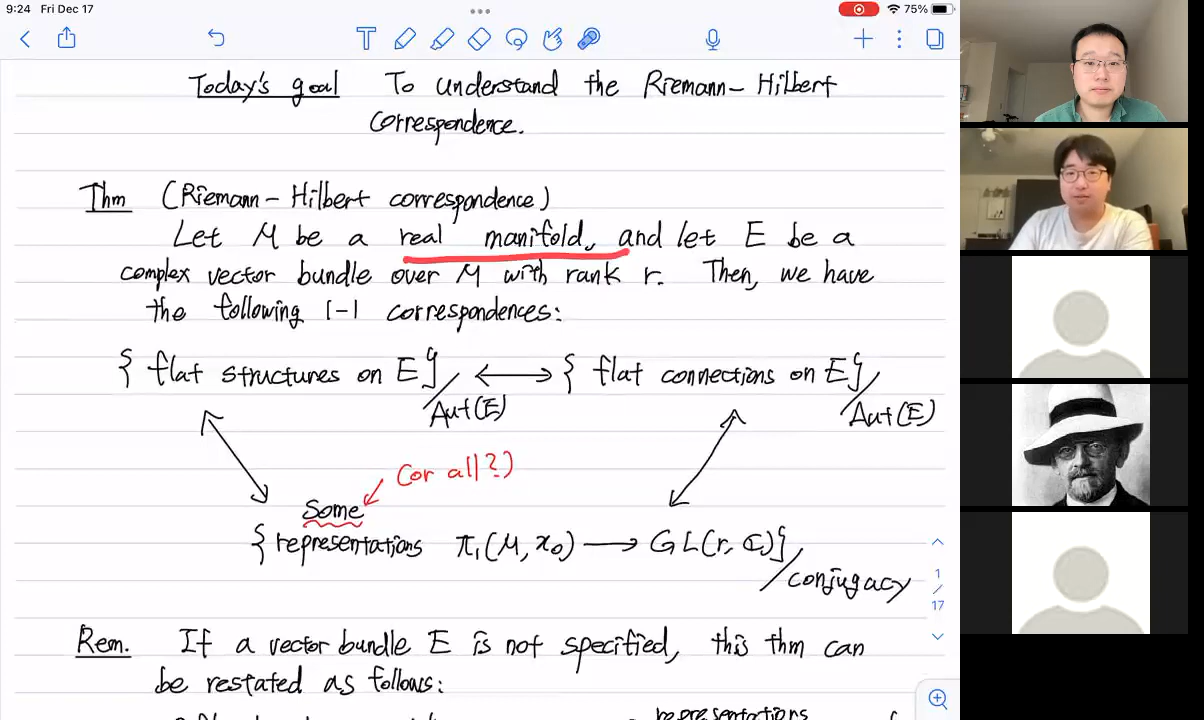 9:24 Fri Dec 17
75%
Today's goal To understand the Riemann-Hilbert
correspondence.
Thm (Riemann-Hilbert correspondence)
Let M be a real manifold, and let E be a
complex vector bundle over M with rank r. Then, we have
the following 1-1 correspondences:
{ flat structures on E}/Aut(E) ⟷ { flat connections on E}/Aut(E)
(or all?)
Some
{ representations π₁(M, x₀) ⟶ GL(r, ℂ)}/conjugacy
1
/
17
Rem. If a vector bundle E is not specified, this thm can
be restated as follows:
representations